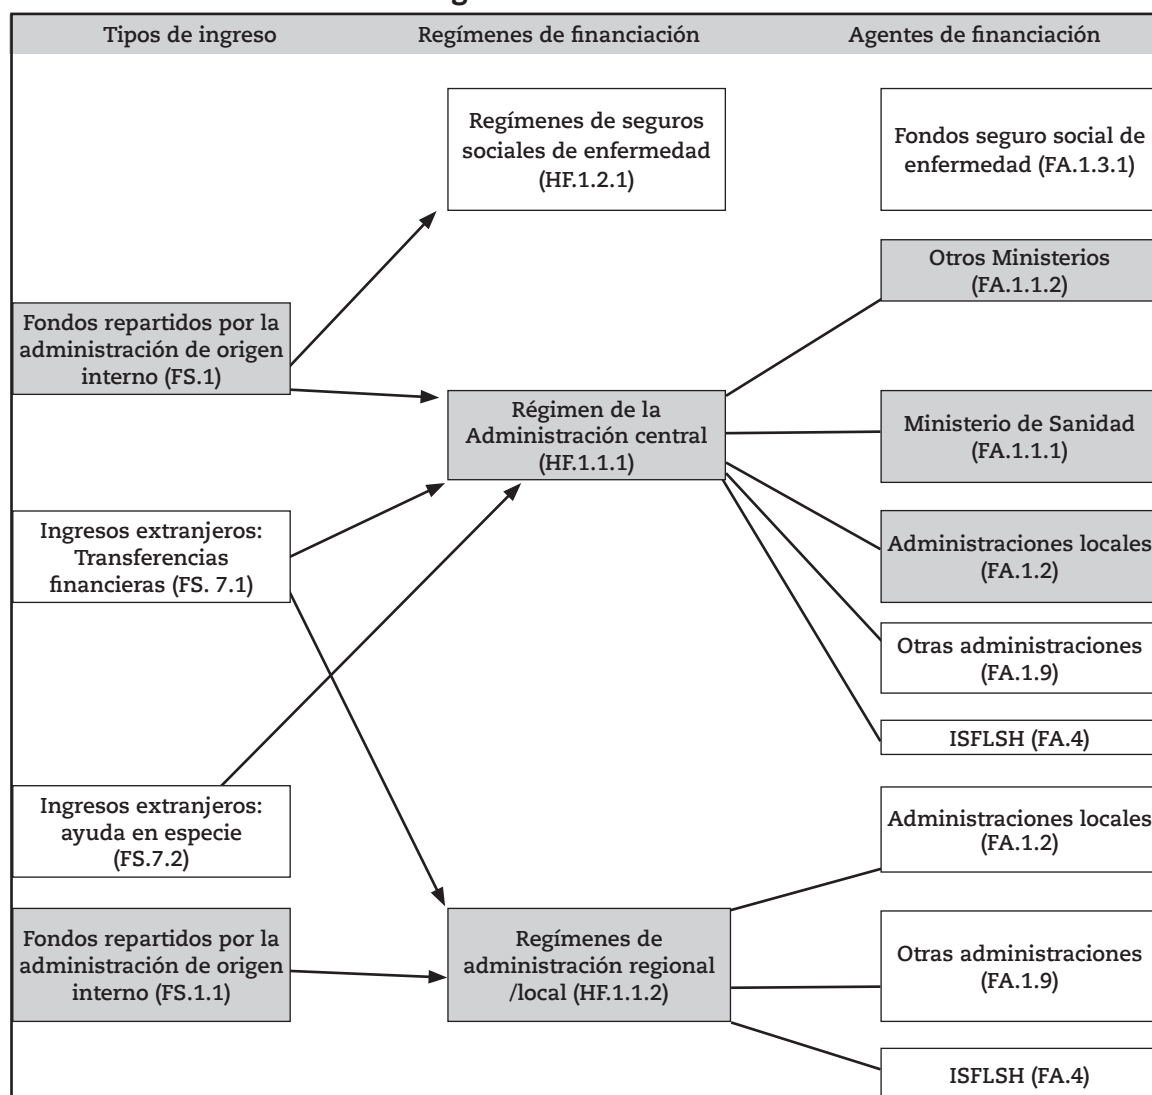 Tipos de ingreso
Regímenes de financiación
Agentes de financiación
Regímenes de seguros
sociales de enfermedad
(HF.1.2.1)
Fondos seguro social de
enfermedad (FA.1.3.1)
Otros Ministerios
(FA.1.1.2)
Fondos repartidos por la
administración de origen
interno (FS.1)
Régimen de la
Administración central
(HF.1.1.1)
Ministerio de Sanidad
(FA.1.1.1)
Ingresos extranjeros:
Transferencias
financieras (FS. 7.1)
Administraciones locales
(FA.1.2)
Otras administraciones
(FA.1.9)
ISFLSH (FA.4)
Ingresos extranjeros:
ayuda en especie
(FS.7.2)
Administraciones locales
(FA.1.2)
Fondos repartidos por la
administración de origen
interno (FS.1.1)
Regímenes de
administración regional
/local (HF.1.1.2)
Otras administraciones
(FA.1.9)
ISFLSH (FA.4)